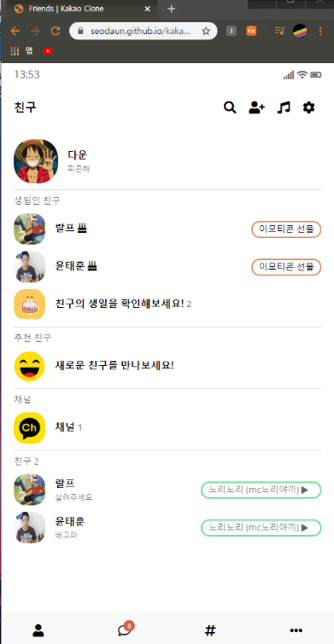 Friends | Kakao Clone
seodaun.github.io/kaka...
앱
13:53
친구
다운
피곤해
생일인 친구
랄프
이모티콘 선물
윤태훈
이모티콘 선물
친구의 생일을 확인해보세요! 2
추천 친구
새로운 친구를 만나보세요!
채널
Ch
채널 1
친구 2
랄프
노리노리 (mc노리야끼)
살려주세요
윤태훈
노리노리 (mc노리야끼)
배고파
8